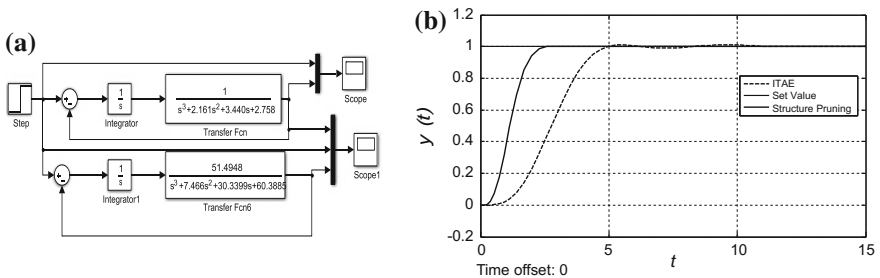 (a)
Step
1
s
Integrator
1
s³+2.161s²+3.440s+2.758
Transfer Fcn
Scope
1
s
Integrator1
51.4948
s³+7.466s²+30.3399s+60.3885
Transfer Fcn6
Scope1
(b)
1.2
1
0.8
0.6
0.4
0.2
0
-0.2
y (t)
ITAE
Set Value
Structure Pruning
0
5
10
15
t
Time offset: 0